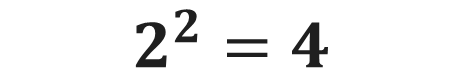 2² = 4